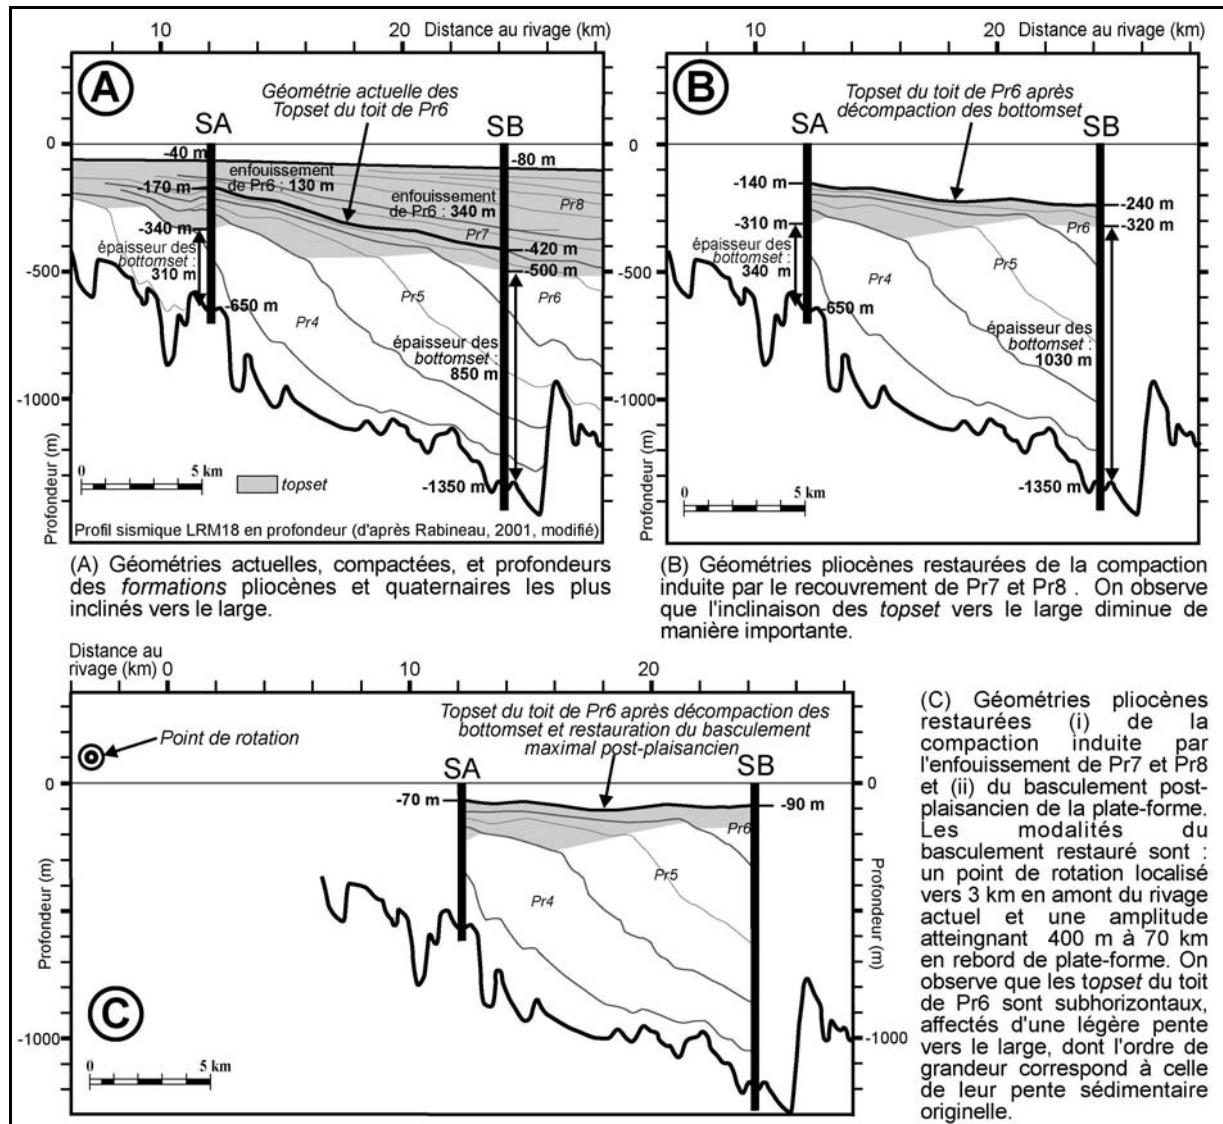 10
20
Distance au rivage (km)
A
Géométrie actuelle des
Topset du toit de Pr6
SA
SB
0
-40 m
-80 m
enfouissement
de Pr6 : 130 m
-170 m
enfouissement
de Pr6 : 340 m
Pr8
Pr7
-340 m
-420 m
épaisseur des
bottomset :
310 m
-500 m
-500
Pr6
Pr5
-650 m
Pr4
épaisseur des
bottomset :
850 m
-1000
Profondeur (m)
0
5 km
topset
-1350 m
Profil sismique LRM18 en profondeur (d'après Rabineau, 2001, modifié)
(A) Géométries actuelles, compactées, et profondeurs
des formations pliocènes et quaternaires les plus
inclinés vers le large.
10
20
Distance au rivage (km)
B
Topset du toit de Pr6 après
décompaction des bottomset
SA
SB
0
-140 m
-240 m
-310 m
-320 m
Pr6
épaisseur des
bottomset :
340 m
-500
Pr5
Pr4
-650 m
épaisseur des
bottomset :
1030 m
-1000
Profondeur (m)
0
5 km
-1350 m
(B) Géométries pliocènes restaurées de la compaction
induite par le recouvrement de Pr7 et Pr8 . On observe
que l'inclinaison des topset vers le large diminue de
manière importante.
Distance au
rivage (km) 0
10
20
Point de rotation
Topset du toit de Pr6 après décompaction des
bottomset et restauration du basculement
maximal post-plaisancien
SA
SB
0
0
-70 m
-90 m
Pr6
Pr5
Pr4
Profondeur (m)
Profondeur (m)
C
-1000
-1000
0
5 km
(C) Géométries pliocènes
restaurées (i) de la
compaction induite par
l'enfouissement de Pr7 et Pr8
et (ii) du basculement post-
plaisancien de la plate-forme.
Les modalités du
basculement restauré sont :
un point de rotation localisé
vers 3 km en amont du rivage
actuel et une amplitude
atteingnant 400 m à 70 km
en rebord de plate-forme. On
observe que les topset du toit
de Pr6 sont subhorizontaux,
affectés d'une légère pente
vers le large, dont l'ordre de
grandeur correspond à celle
de leur pente sédimentaire
originelle.